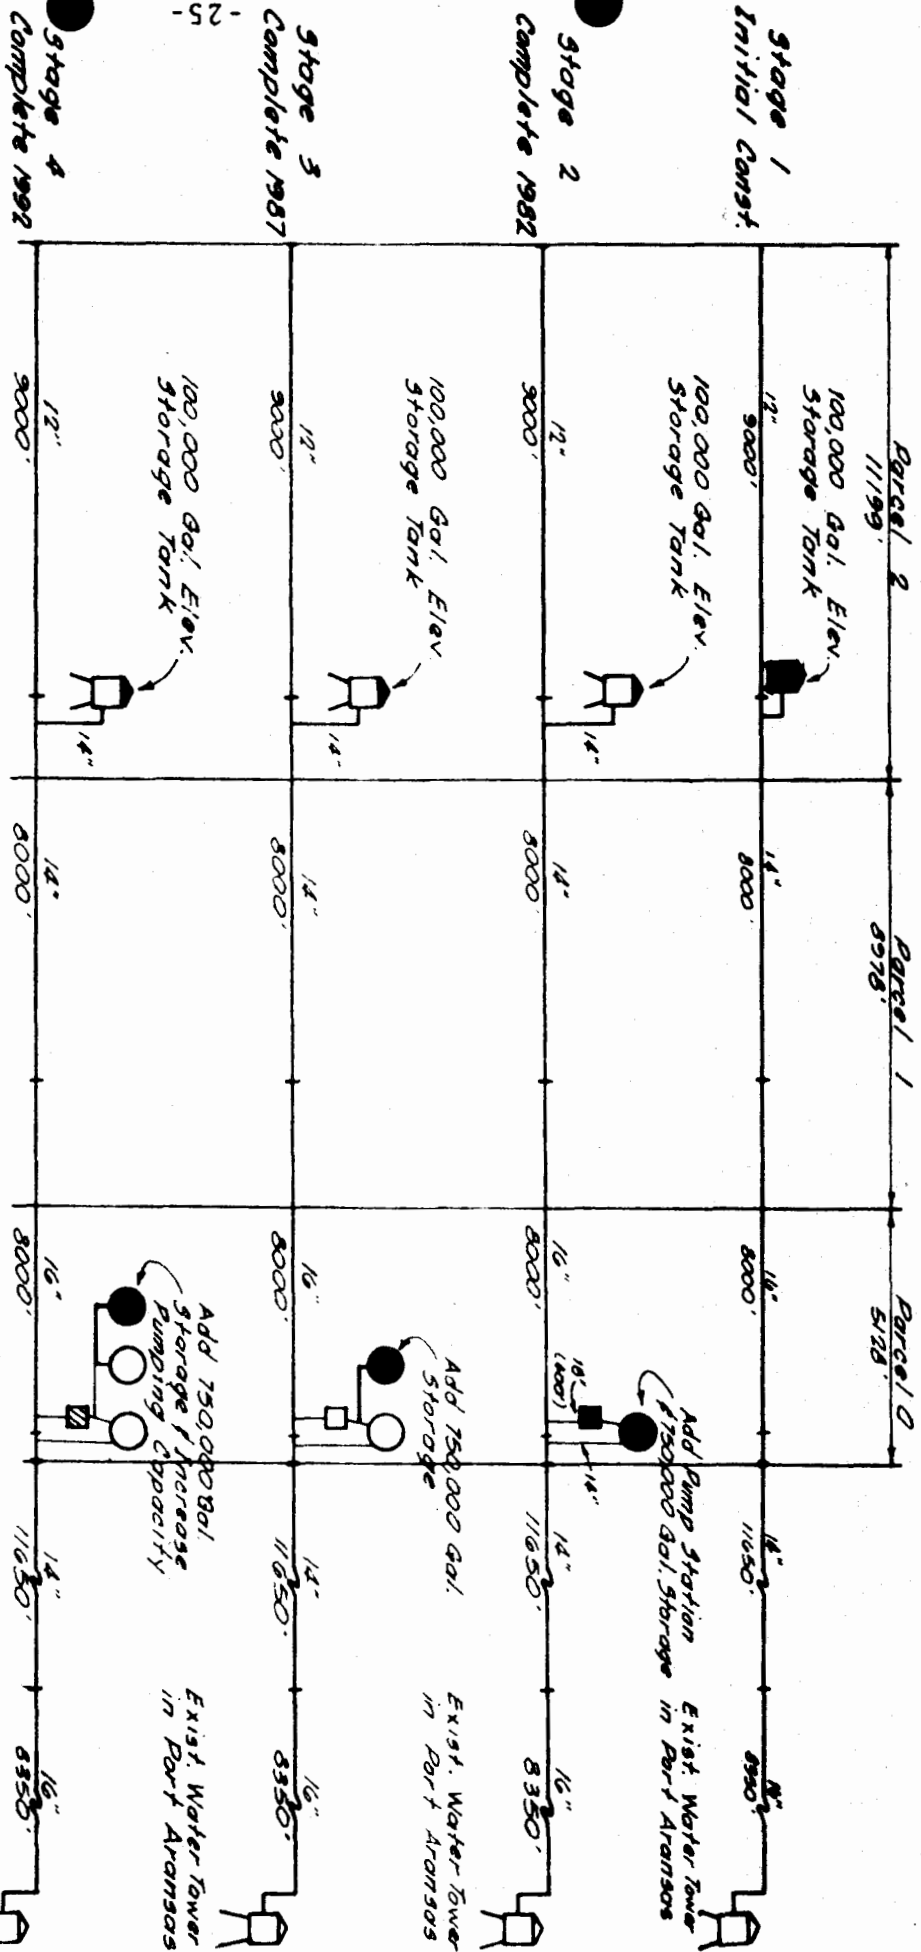 Parcel 2
11199'
Parcel 1
8978'
Parcel 0
5128'
Stage 1
Initial Const.
12"
9000'
100,000 Gal. Elev.
Storage Tank
14"
8000'
16"
8000'
14"
11650'
16"
8350'
Stage 2
Complete 1982
12"
9000'
100,000 Gal. Elev.
Storage Tank
14"
14"
8000'
16"
8000'
18"
14"
Add Pump Station
& 750,000 Gal. Storage
14"
11650'
16"
8350'
Exist. Water Tower
in Port Aransas
Stage 3
Complete 1987
12"
9000'
100,000 Gal. Elev.
Storage Tank
14"
14"
8000'
16"
8000'
Add 750,000 Gal.
Storage
14"
11650'
16"
8350'
Exist. Water Tower
in Port Aransas
Stage 4
Complete 1992
12"
9000'
100,000 Gal. Elev.
Storage Tank
14"
14"
8000'
16"
8000'
Add 750,000 Gal.
Storage & Increase
Pumping Capacity
14"
11650'
16"
8350'
Exist. Water Tower
in Port Aransas
-25-